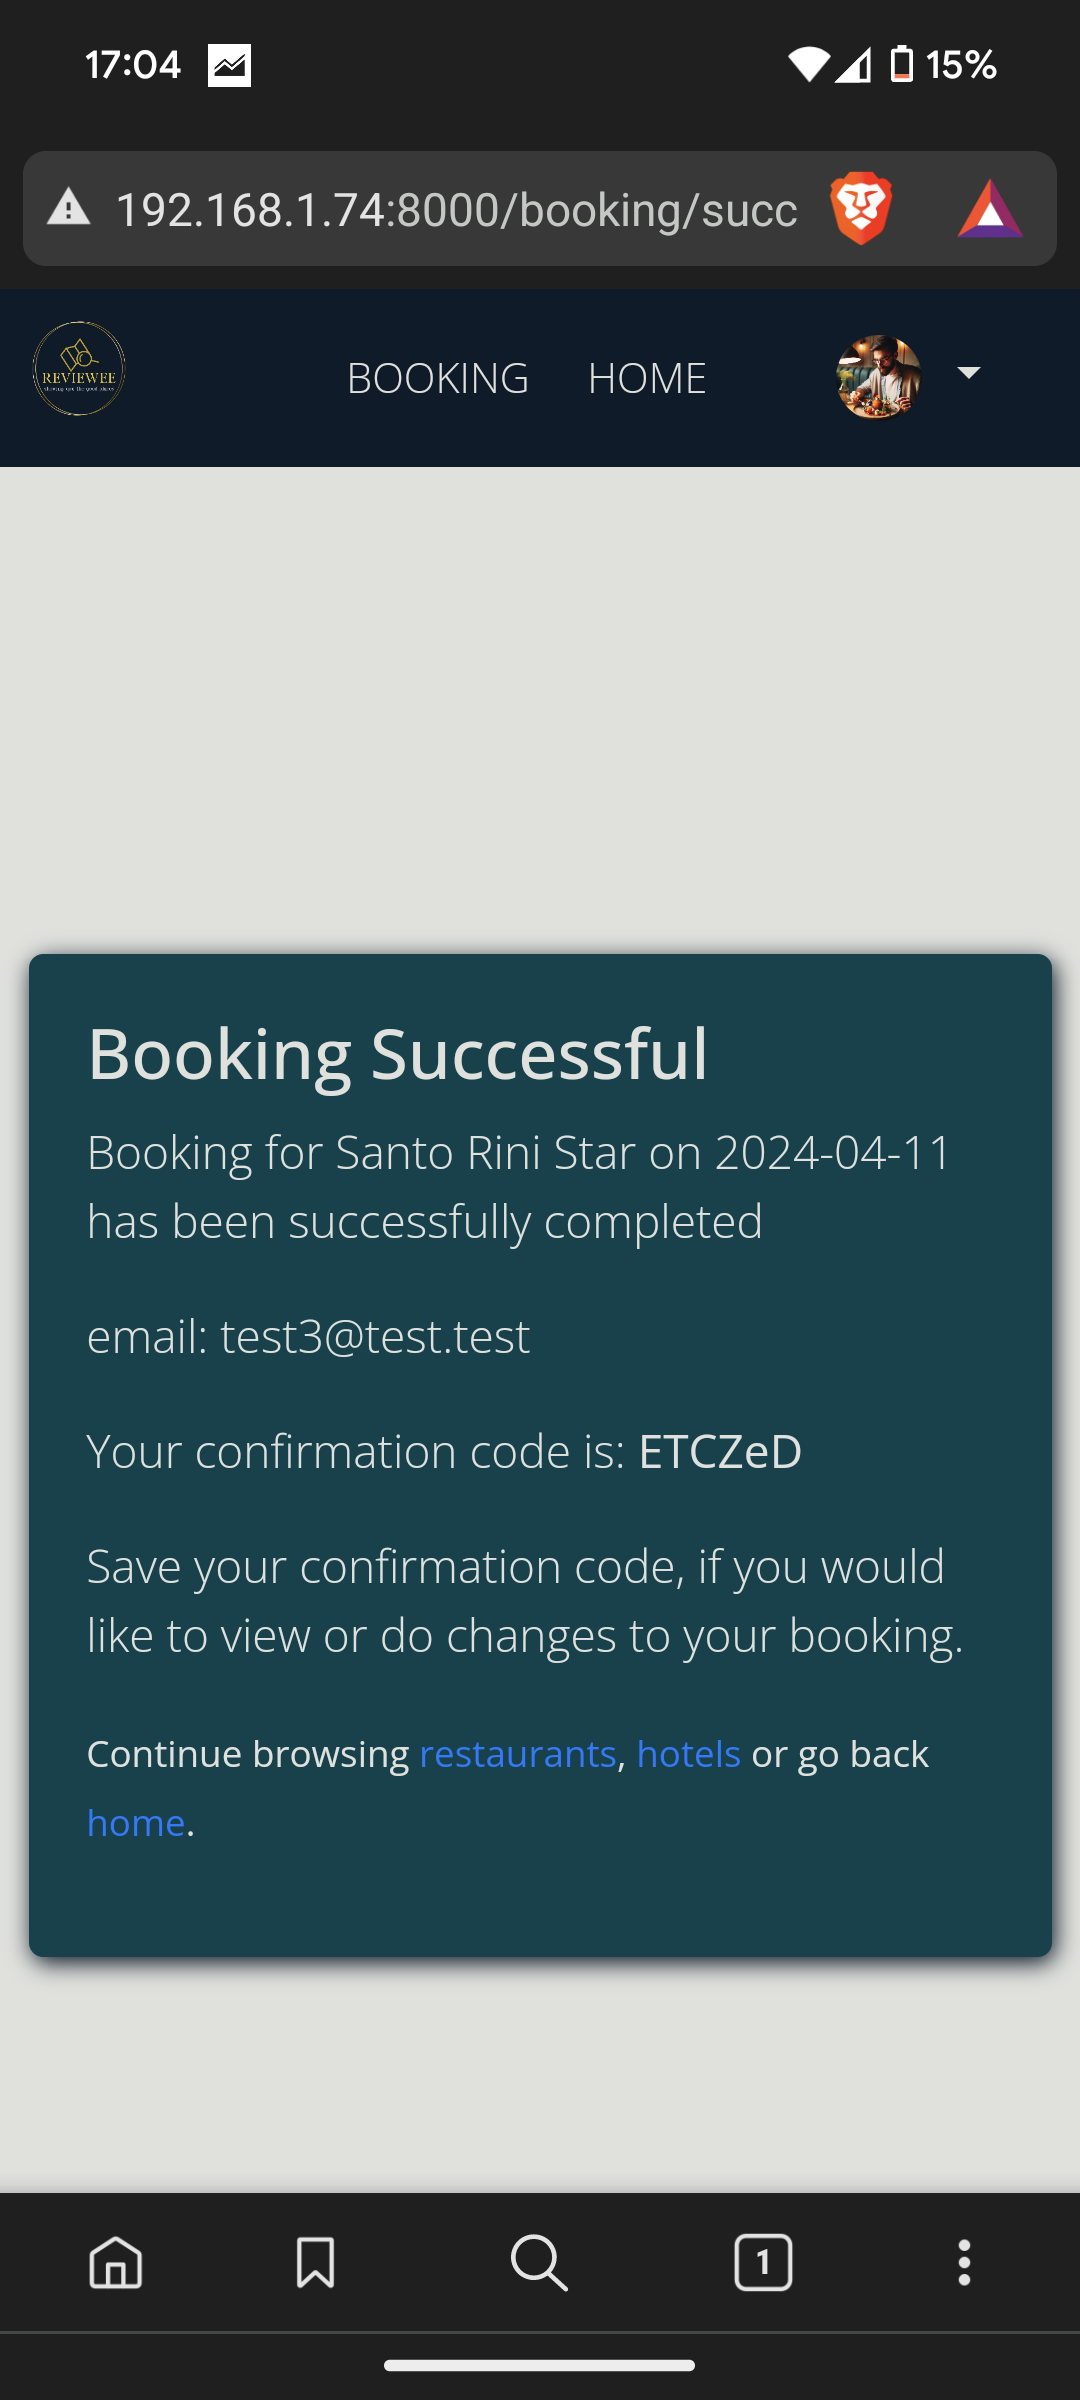 17:04
15%
192.168.1.74:8000/booking/succ
REVIEWEE
BOOKING
HOME
Booking Successful
Booking for Santo Rini Star on 2024-04-11
has been successfully completed
email: test3@test.test
Your confirmation code is: ETCZeD
Save your confirmation code, if you would
like to view or do changes to your booking.
Continue browsing restaurants, hotels or go back
home.
1